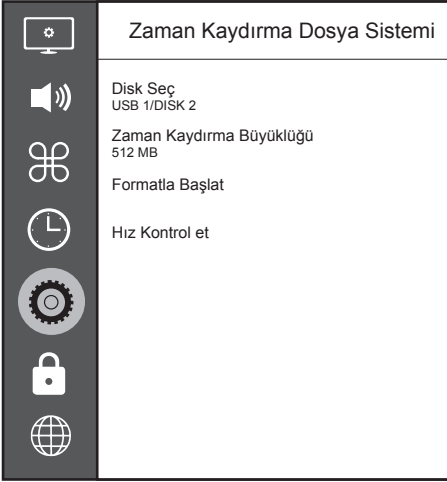 Zaman Kaydırma Dosya Sistemi
Disk Seç
USB 1/DISK 2
Zaman Kaydırma Büyüklüğü
512 MB
Formatla Başlat
Hız Kontrol et